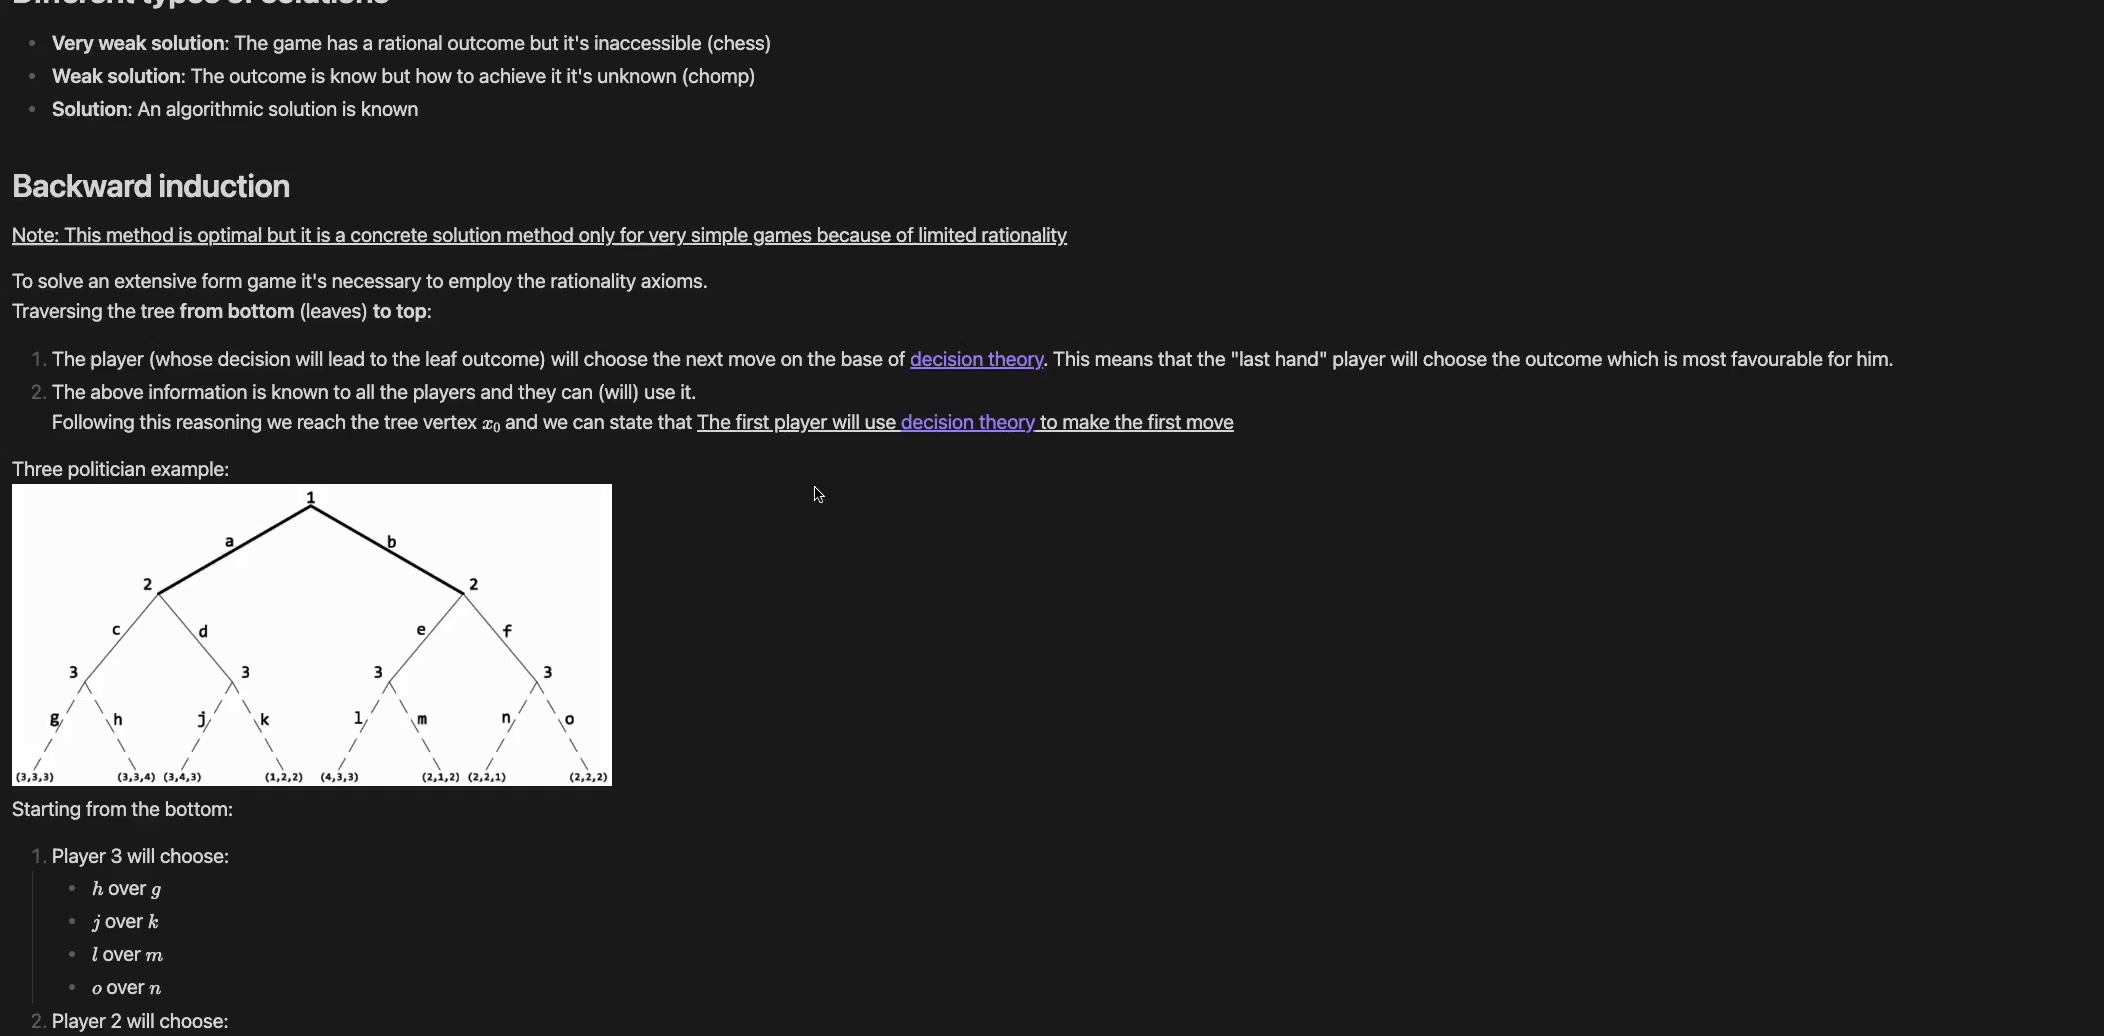 Different types of solutions
• Very weak solution: The game has a rational outcome but it's inaccessible (chess)
• Weak solution: The outcome is know but how to achieve it it's unknown (chomp)
• Solution: An algorithmic solution is known
Backward induction
Note: This method is optimal but it is a concrete solution method only for very simple games because of limited rationality
To solve an extensive form game it's necessary to employ the rationality axioms.
Traversing the tree from bottom (leaves) to top:
1. The player (whose decision will lead to the leaf outcome) will choose the next move on the base of decision theory. This means that the "last hand" player will choose the outcome which is most favourable for him.
2. The above information is known to all the players and they can (will) use it.
Following this reasoning we reach the tree vertex x₀ and we can state that The first player will use decision theory to make the first move
Three politician example:
1
a b
2 2
c d e f
3 3 3 3
g h j k l m n o
(3,3,3) (3,3,4) (3,4,3) (1,2,2) (4,3,3) (2,1,2) (2,2,1) (2,2,2)
Starting from the bottom:
1. Player 3 will choose:
• h over g
• j over k
• l over m
• o over n
2. Player 2 will choose: